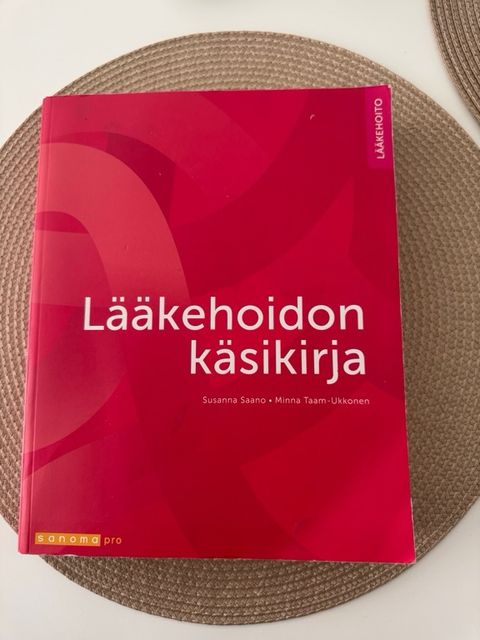 LÄÄKEHOITO
Lääkehoidon
käsikirja
Susanna Saano • Minna Taam-Ukkonen
sanoma pro